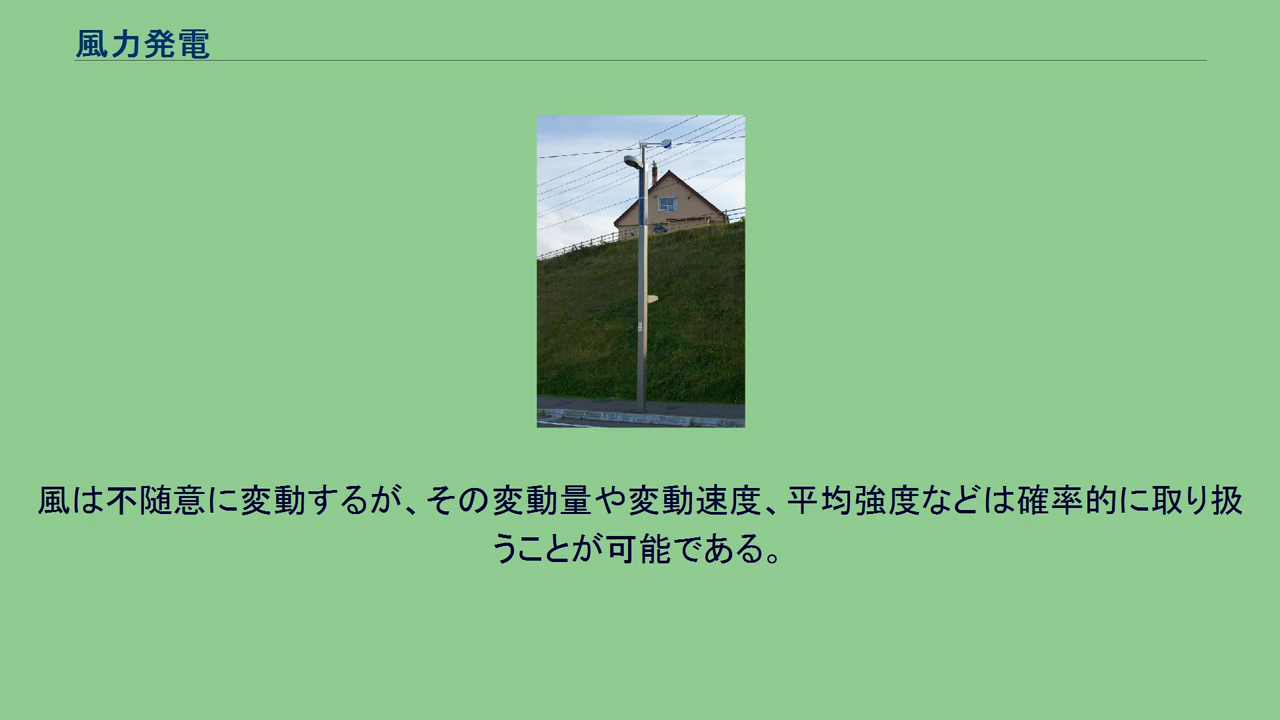 風力発電
風は不随意に変動するが、その変動量や変動速度、平均強度などは確率的に取り扱
うことが可能である。